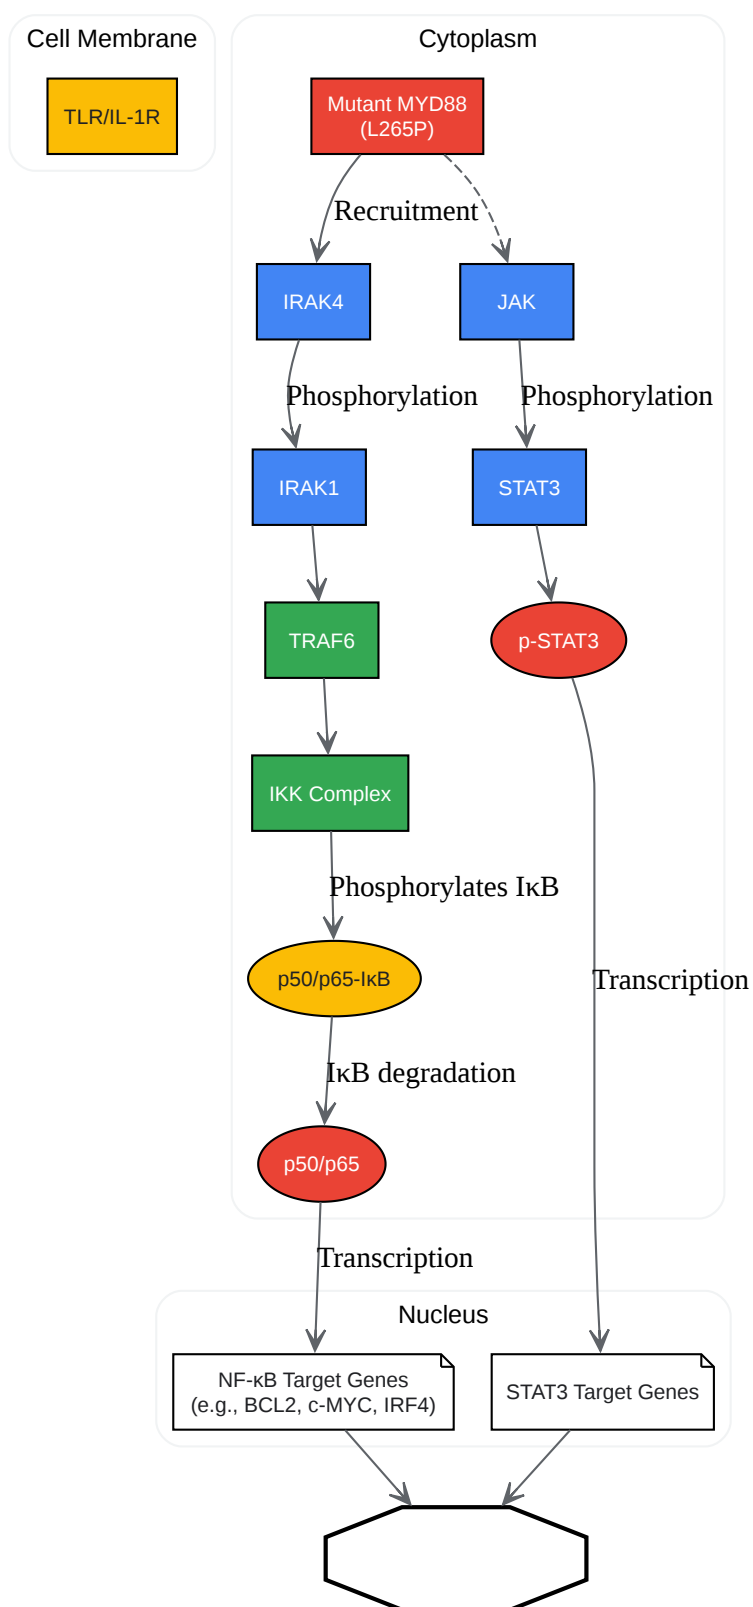 Cell Membrane
Cytoplasm
TLR/IL-1R
Mutant MYD88
(L265P)
Recruitment
IRAK4
JAK
Phosphorylation
Phosphorylation
IRAK1
STAT3
TRAF6
p-STAT3
IKK Complex
Phosphorylates IκB
p50/p65-IκB
Transcription
IκB degradation
p50/p65
Transcription
Nucleus
NF-κB Target Genes
(e.g., BCL2, c-MYC, IRF4)
STAT3 Target Genes